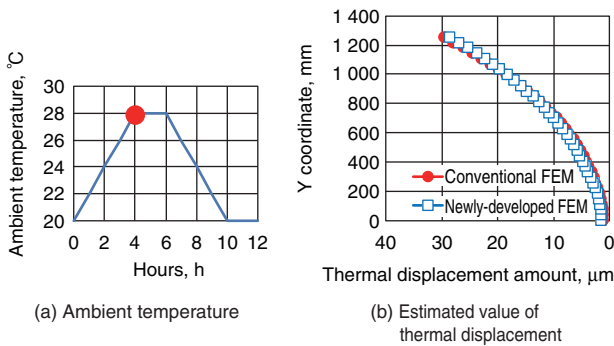 Ambient temperature, °C
30
28
26
24
22
20
0 2 4 6 8 10 12
Hours, h
(a) Ambient temperature
Y coordinate, mm
1 400
1 200
1 000
800
600
400
200
0
Conventional FEM
Newly-developed FEM
40 30 20 10 0
Thermal displacement amount, μm
(b) Estimated value of
thermal displacement